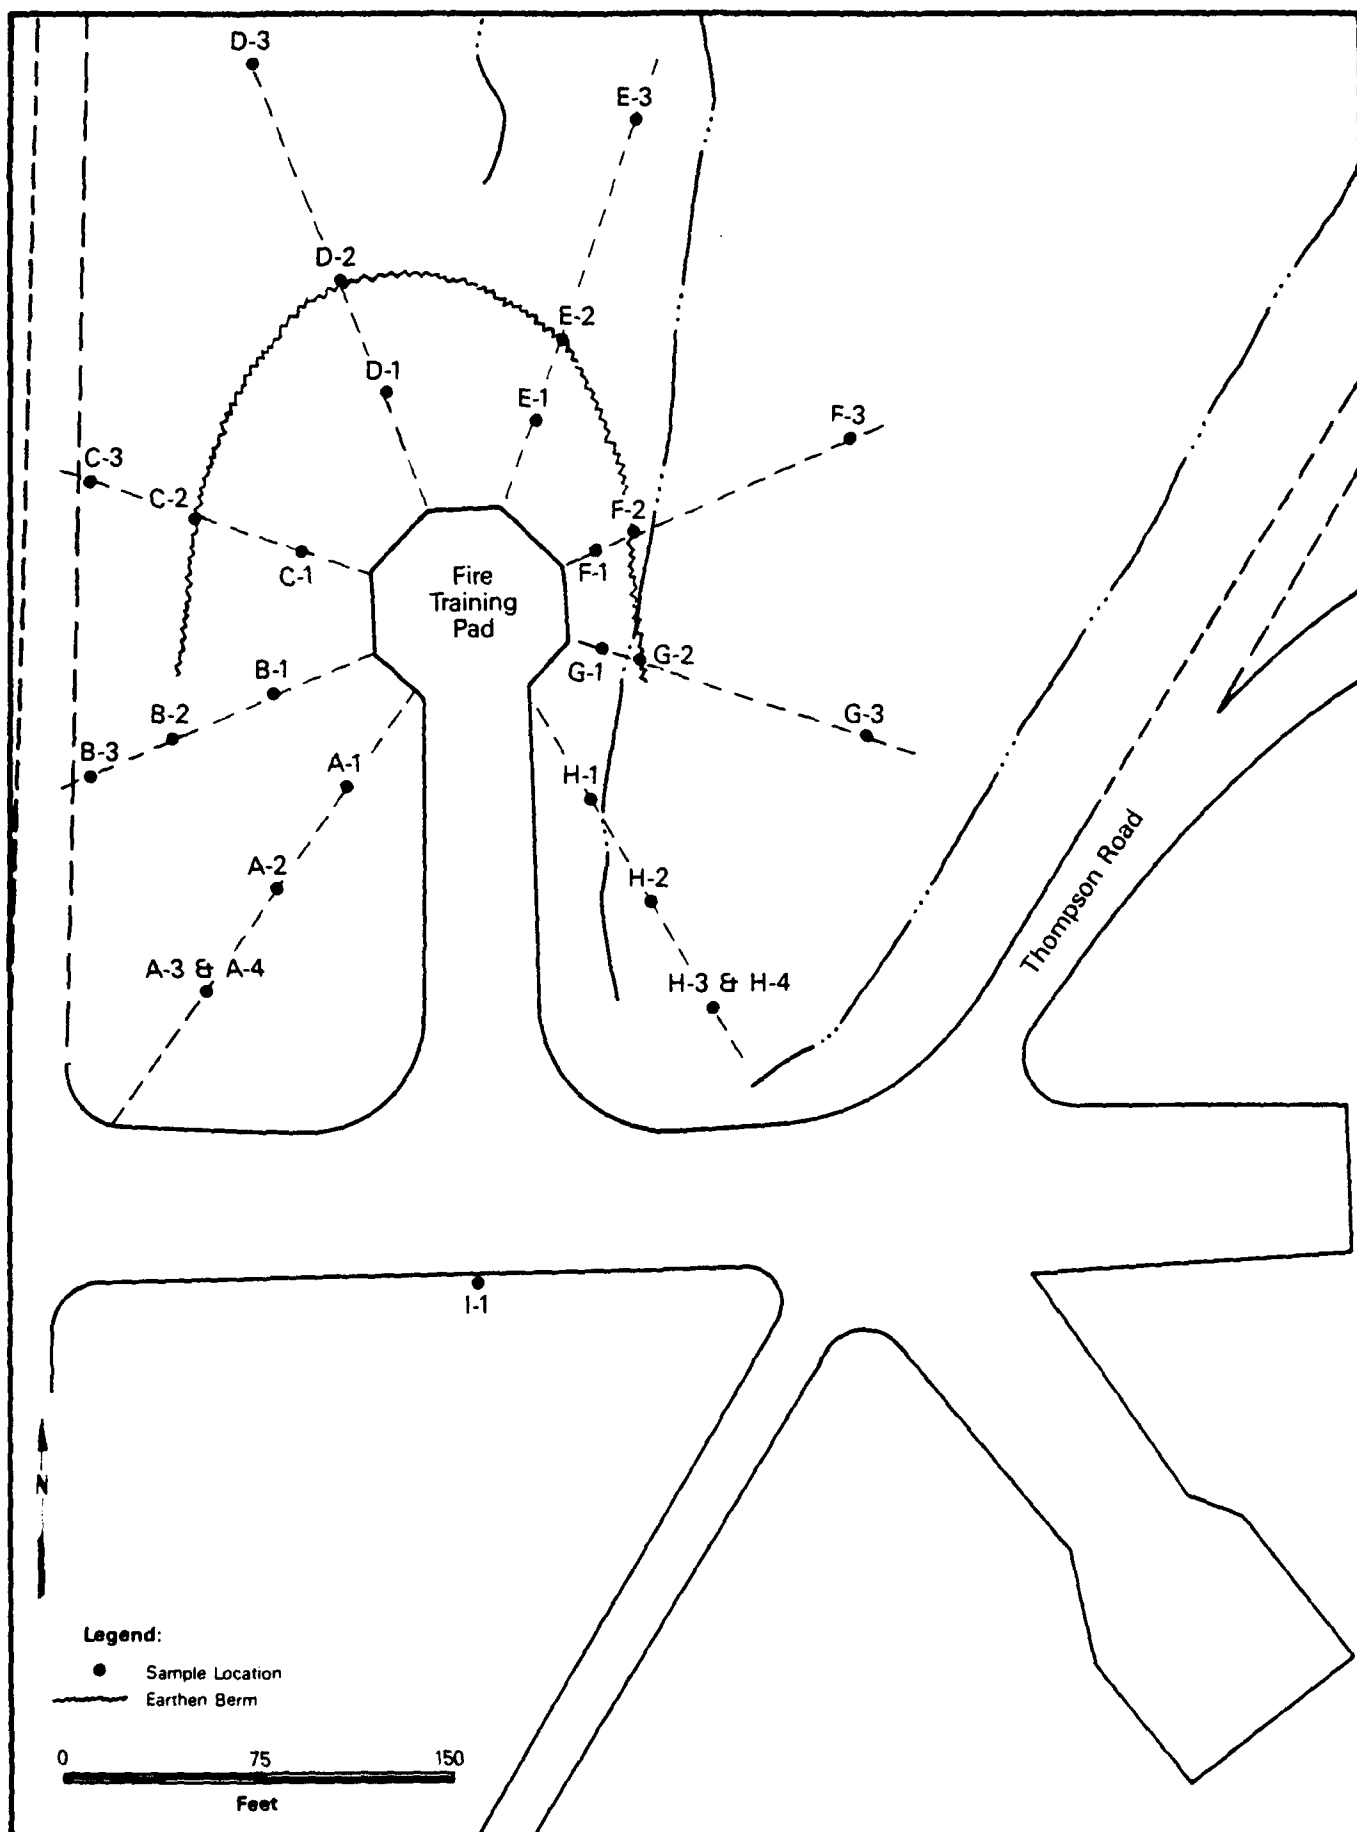 D-3
E-3
D-2
E-2
D-1
E-1
F-3
C-3
C-2
F-2
C-1
F-1
Fire
Training
Pad
B-1
G-1
G-2
B-2
G-3
B-3
A-1
H-1
A-2
H-2
Thompson Road
A-3 & A-4
H-3 & H-4
I-1
N
Legend:
Sample Location
Earthen Berm
0 75 150
Feet